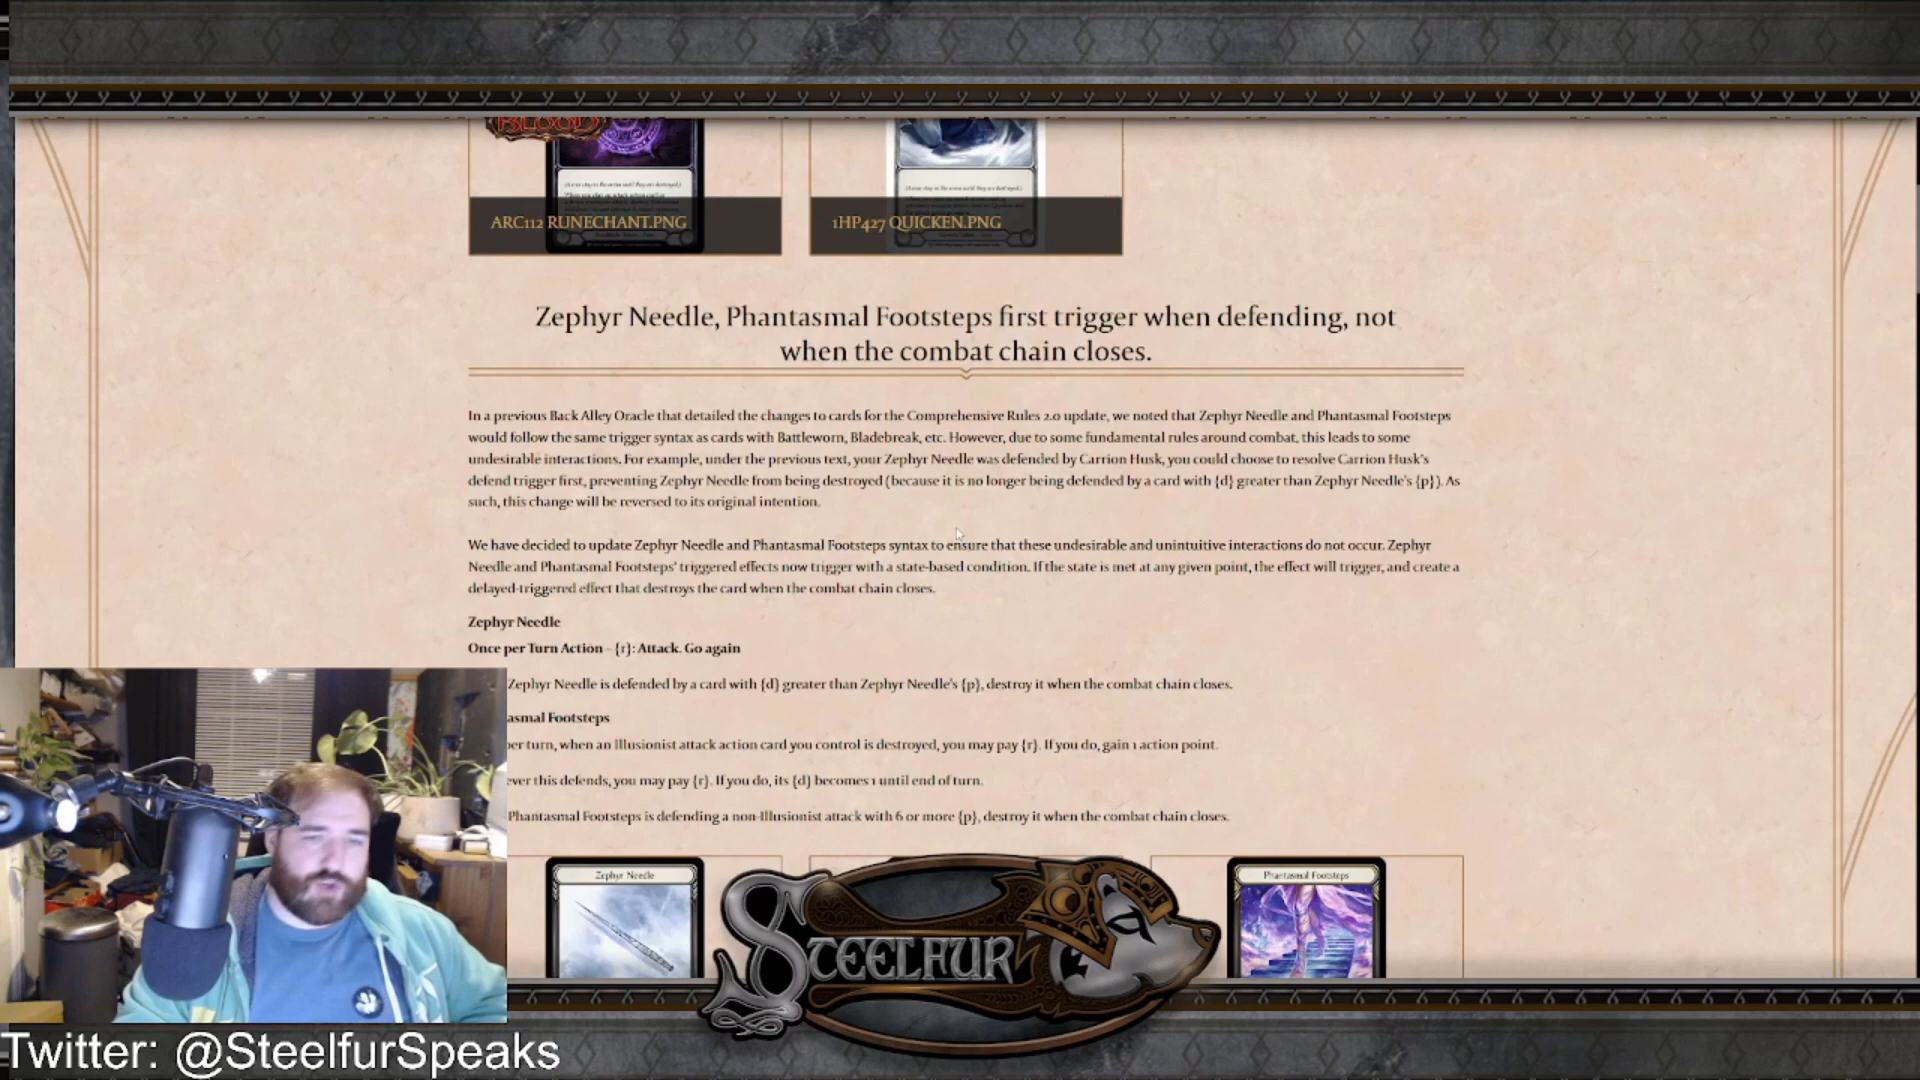 BLOOD
ARC112 RUNECHANT.PNG
1HP427 QUICKEN.PNG
Zephyr Needle, Phantasmal Footsteps first trigger when defending, not
when the combat chain closes.
In a previous Back Alley Oracle that detailed the changes to cards for the Comprehensive Rules 2.0 update, we noted that Zephyr Needle and Phantasmal Footsteps
would follow the same trigger syntax as cards with Battleworn, Bladebreak, etc. However, due to some fundamental rules around combat, this leads to some
undesirable interactions. For example, under the previous text, your Zephyr Needle was defended by Carrion Husk, you could choose to resolve Carrion Husk's
defend trigger first, preventing Zephyr Needle from being destroyed (because it is no longer being defended by a card with {d} greater than Zephyr Needle's {p}). As
such, this change will be reversed to its original intention.
We have decided to update Zephyr Needle and Phantasmal Footsteps syntax to ensure that these undesirable and unintuitive interactions do not occur. Zephyr
Needle and Phantasmal Footsteps' triggered effects now trigger with a state-based condition. If the state is met at any given point, the effect will trigger, and create a
delayed-triggered effect that destroys the card when the combat chain closes.
Zephyr Needle
Once per Turn Action - {r}: Attack. Go again
Zephyr Needle is defended by a card with {d} greater than Zephyr Needle's {p}, destroy it when the combat chain closes.
asmal Footsteps
per turn, when an Illusionist attack action card you control is destroyed, you may pay {r}. If you do, gain 1 action point.
ever this defends, you may pay {r}. If you do, its {d} becomes 1 until end of turn.
Phantasmal Footsteps is defending a non-Illusionist attack with 6 or more {p}, destroy it when the combat chain closes.
Zephyr Needle
Phantasmal Footsteps
STEELFUR
Twitter: @SteelfurSpeaks